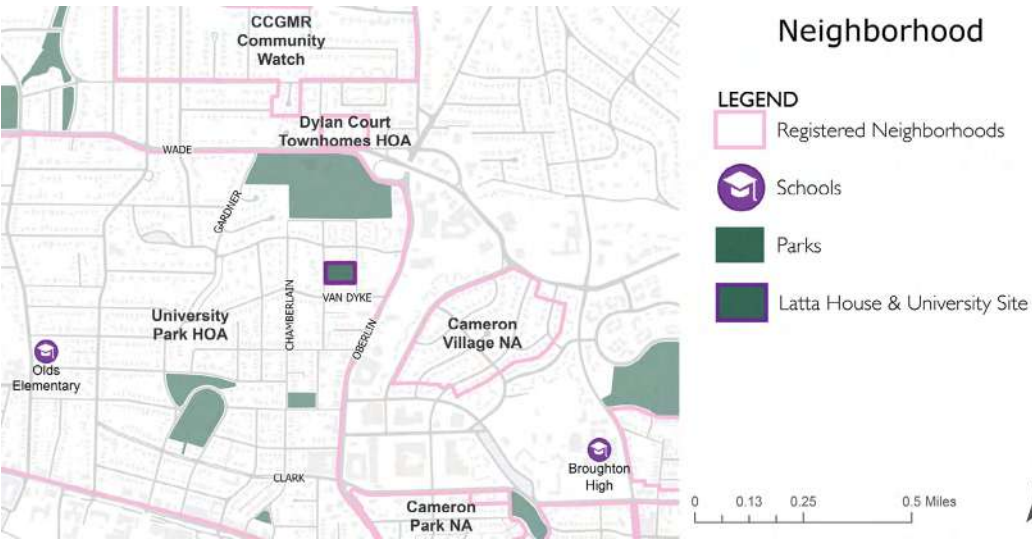 CCGMR
Community
Watch
Dylan Court
Townhomes HOA
WADE
GARDNER
CHAMBERLAIN
VAN DYKE
OBERLIN
University
Park HOA
Cameron
Village NA
Olds
Elementary
CLARK
Broughton
High
Cameron
Park NA
Neighborhood
LEGEND
Registered Neighborhoods
Schools
Parks
Latta House & University Site
0 0.13 0.25 0.5 Miles